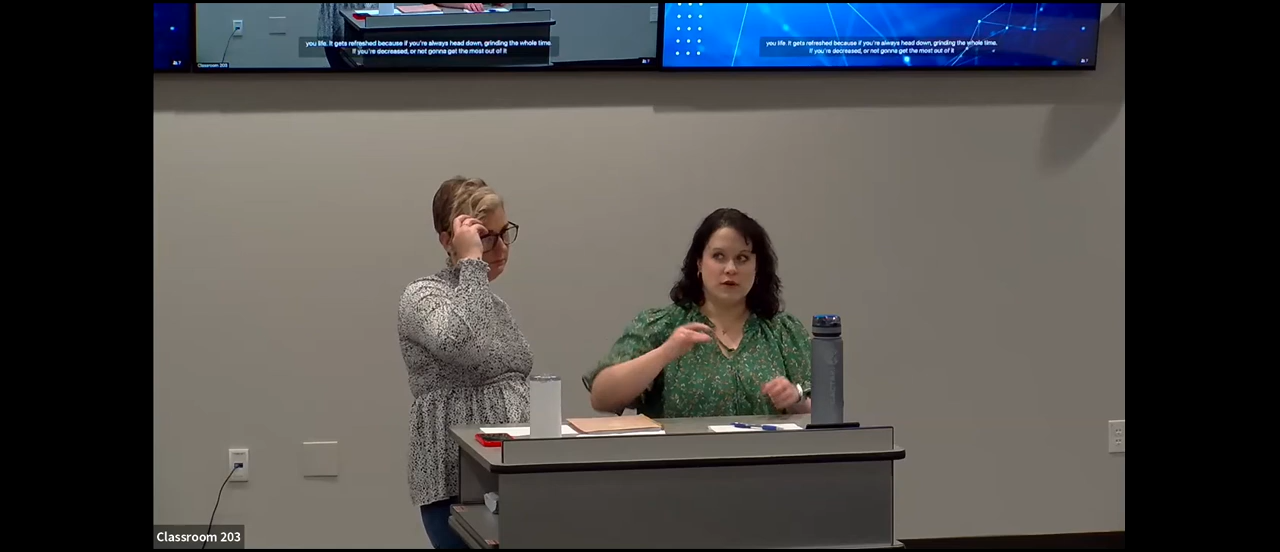 you life. It gets refreshed because if you're always head down, grinding the whole time.
If you're decreased, or not gonna get the most out of it
Classroom 203
you life. It gets refreshed because if you're always head down, grinding the whole time.
If you're decreased, or not gonna get the most out of it
Classroom 203